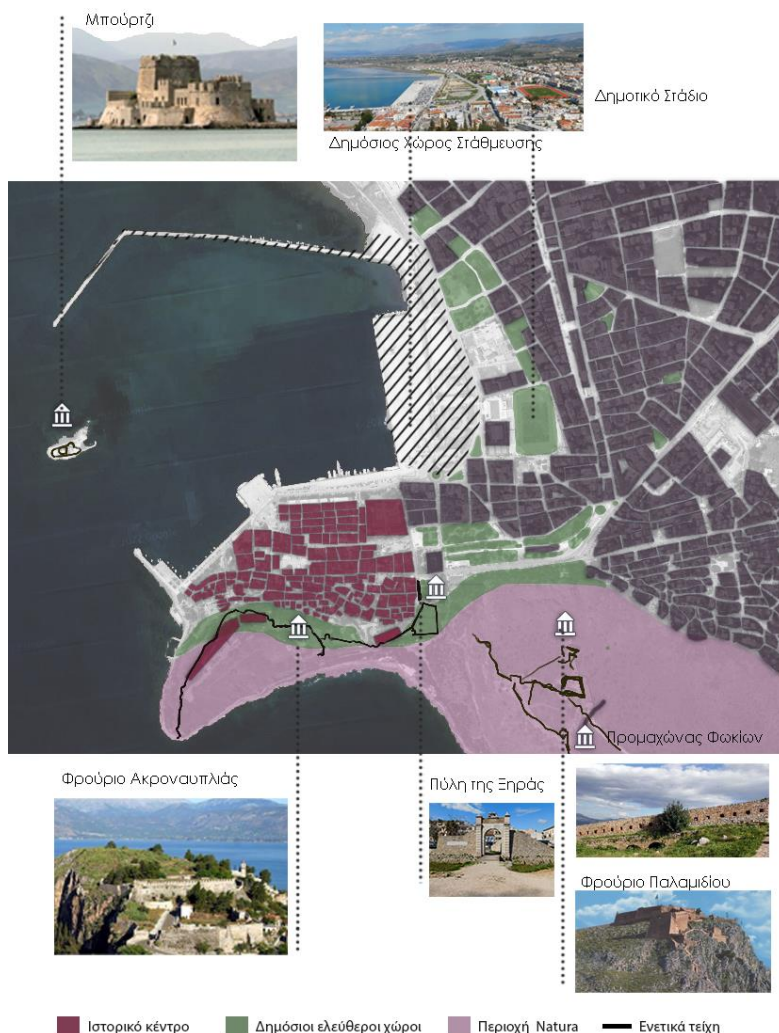 Μπούρτζι
Δημοτικό Στάδιο
Δημόσιος Χώρος Στάθμευσης
Προμαχώνας Φωκίων
Φρούριο Ακροναυπλιάς
Πύλη της Ξηράς
Φρούριο Παλαμιδίου
Ιστορικό κέντρο
Δημόσιοι ελεύθεροι χώροι
Περιοχή Natura
Ενετικά τείχη